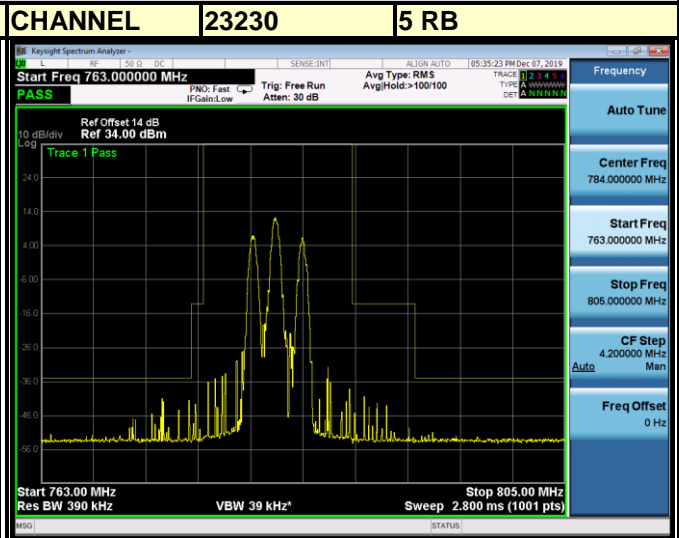 CHANNEL 23230 5 RB
Keysight Spectrum Analyzer -
L RF 50 Ω DC SENSE:INT ALIGN AUTO 05:35:23 PM Dec 07, 2019
Start Freq 763.000000 MHz
PASS
PNO: Fast
IFGain:Low
Trig: Free Run
Atten: 30 dB
Avg Type: RMS
Avg|Hold:>100/100
TRACE 1 2 3 4 5 6
TYPE A WWWWW
DET A N N N N N
Ref Offset 14 dB
10 dB/div Ref 34.00 dBm
Log
Trace 1 Pass
24.0
14.0
4.00
-6.00
-16.0
-26.0
-36.0
-46.0
-56.0
Start 763.00 MHz Stop 805.00 MHz
Res BW 390 kHz VBW 39 kHz* Sweep 2.800 ms (1001 pts)
MSG STATUS
Frequency
Auto Tune
Center Freq
784.000000 MHz
Start Freq
763.000000 MHz
Stop Freq
805.000000 MHz
CF Step
4.200000 MHz
Auto Man
Freq Offset
0 Hz